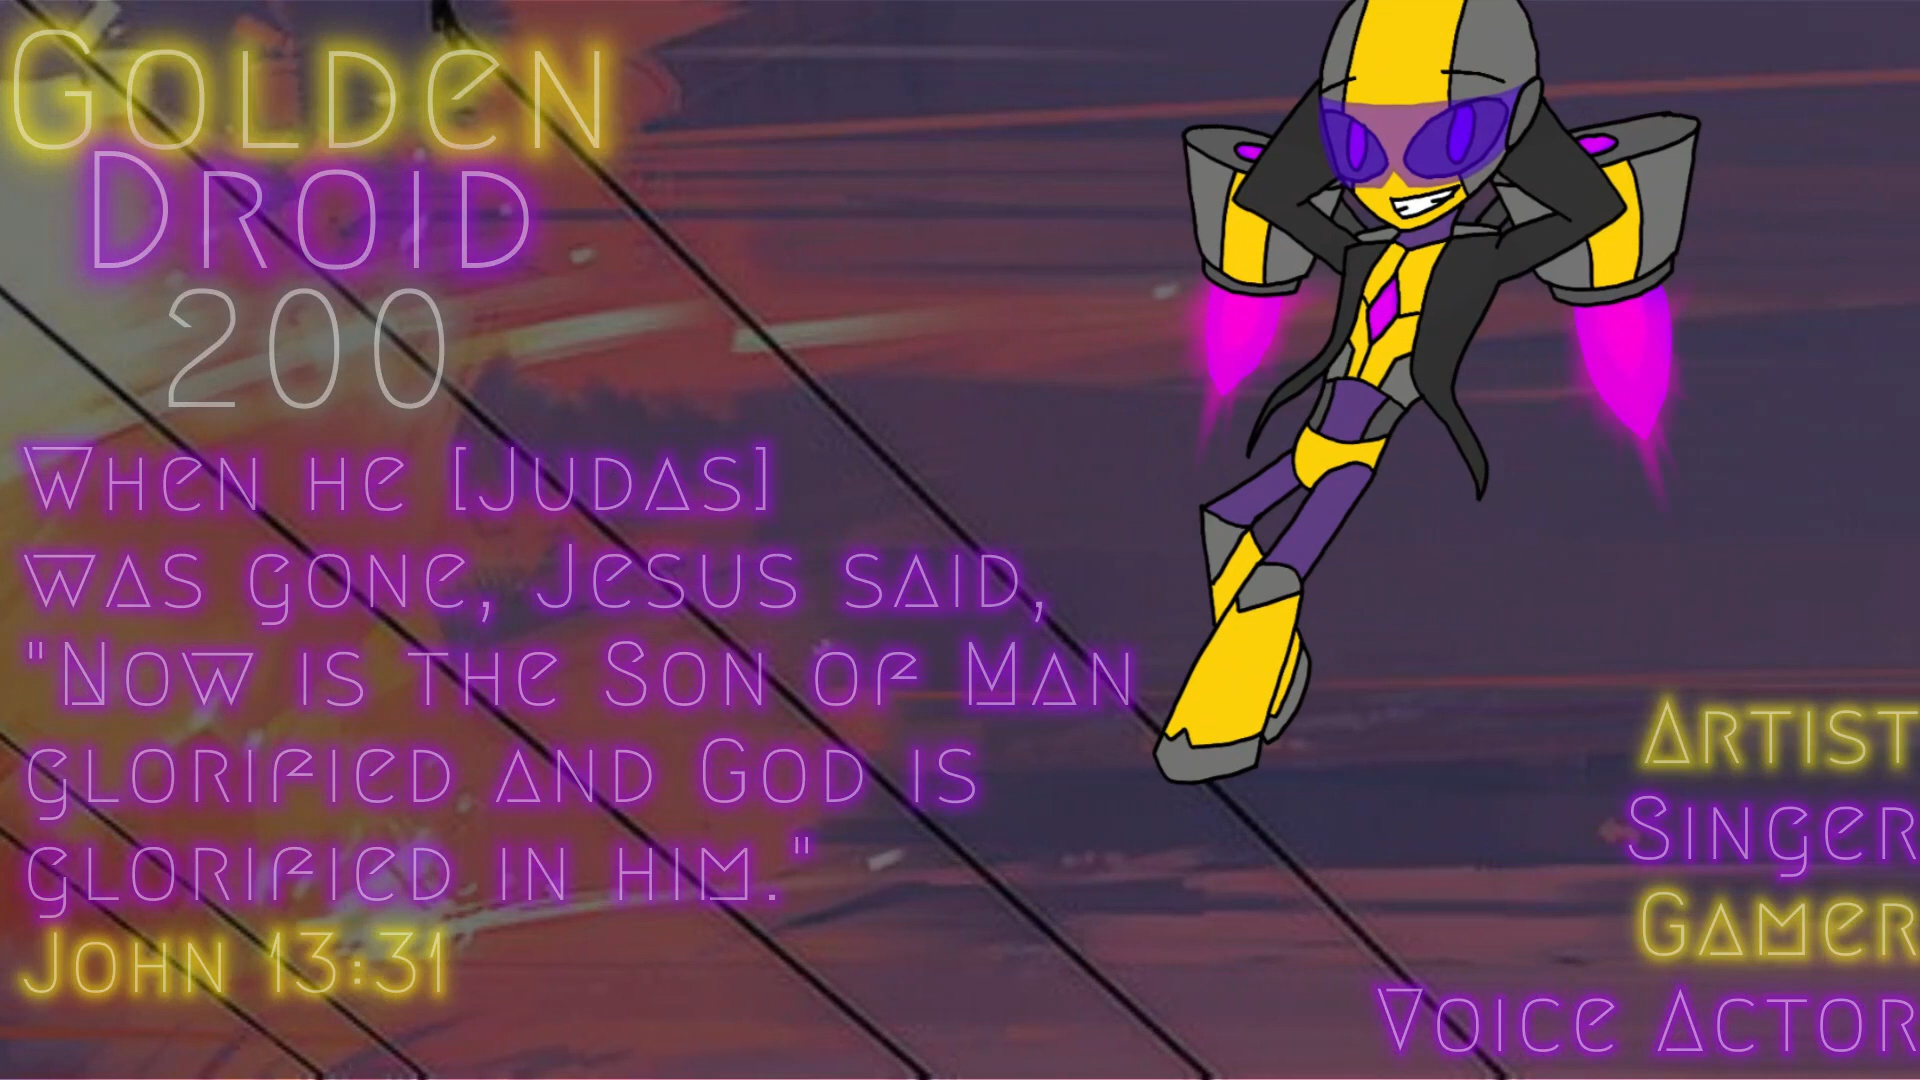 Golden
Droid
200
When he [Judas]
was gone, Jesus said,
"Now is the Son of Man
glorified and God is
glorified in him."
John 13:31
Artist
Singer
Gamer
Voice Actor